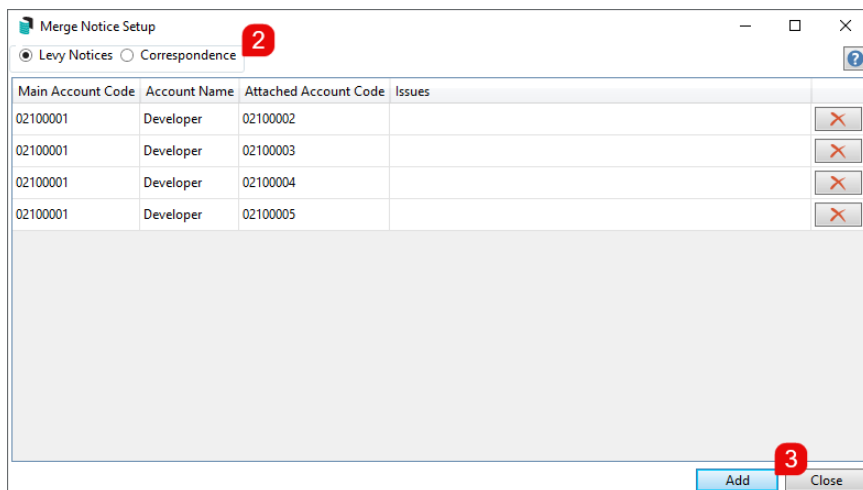 Merge Notice Setup
Levy Notices Correspondence 2
?
Main Account Code Account Name Attached Account Code Issues
02100001 Developer 02100002
02100001 Developer 02100003
02100001 Developer 02100004
02100001 Developer 02100005
3
Add Close